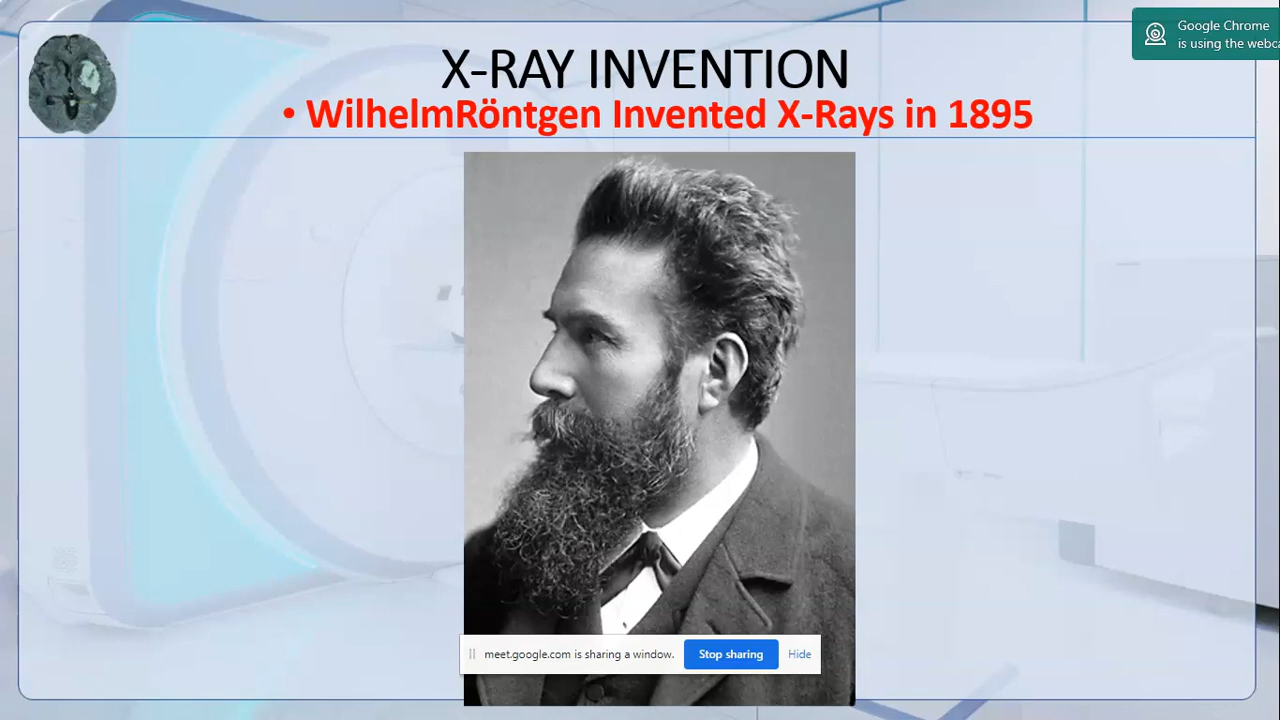 X-RAY INVENTION
• WilhelmRöntgen Invented X-Rays in 1895
Google Chrome
is using the webc
meet.google.com is sharing a window.
Stop sharing
Hide